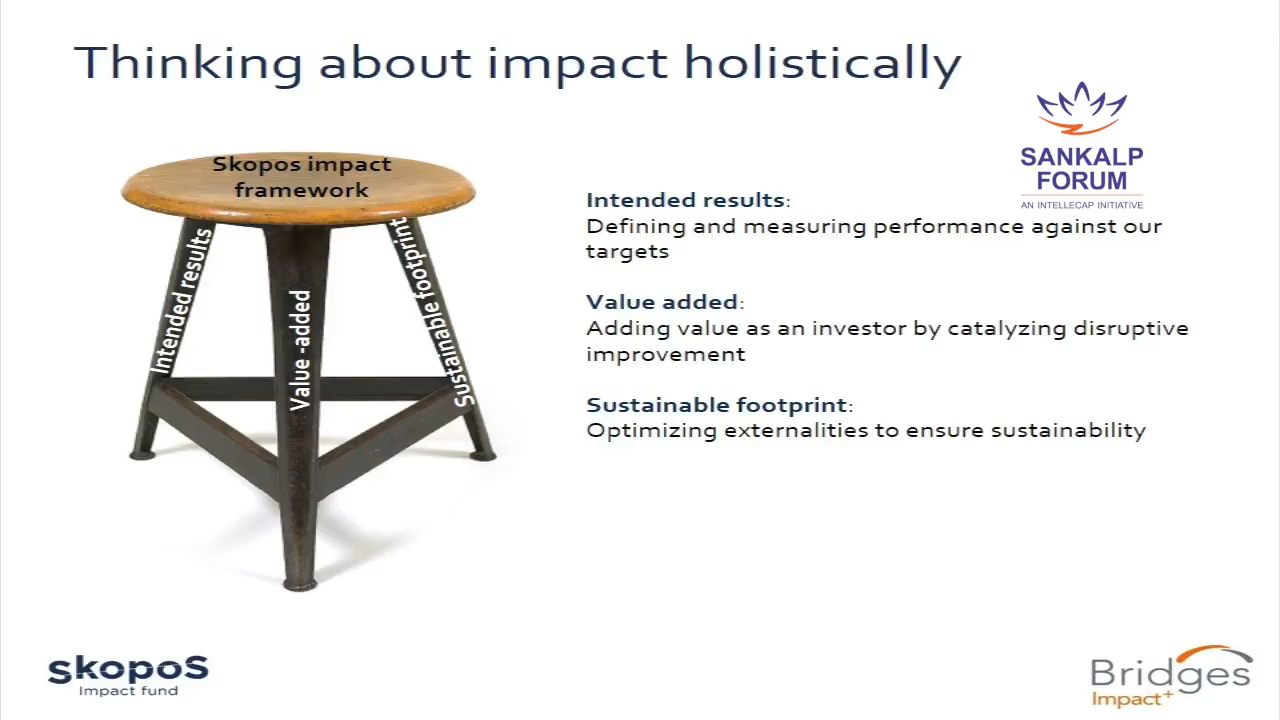 Thinking about impact holistically
SANKALP
FORUM
AN INTELLECAP INITIATIVE
Skopos impact
framework
Intended results
Value -added
Sustainable footprint
Intended results:
Defining and measuring performance against our
targets
Value added:
Adding value as an investor by catalyzing disruptive
improvement
Sustainable footprint:
Optimizing externalities to ensure sustainability
skopos
Impact fund
Bridges
Impact+